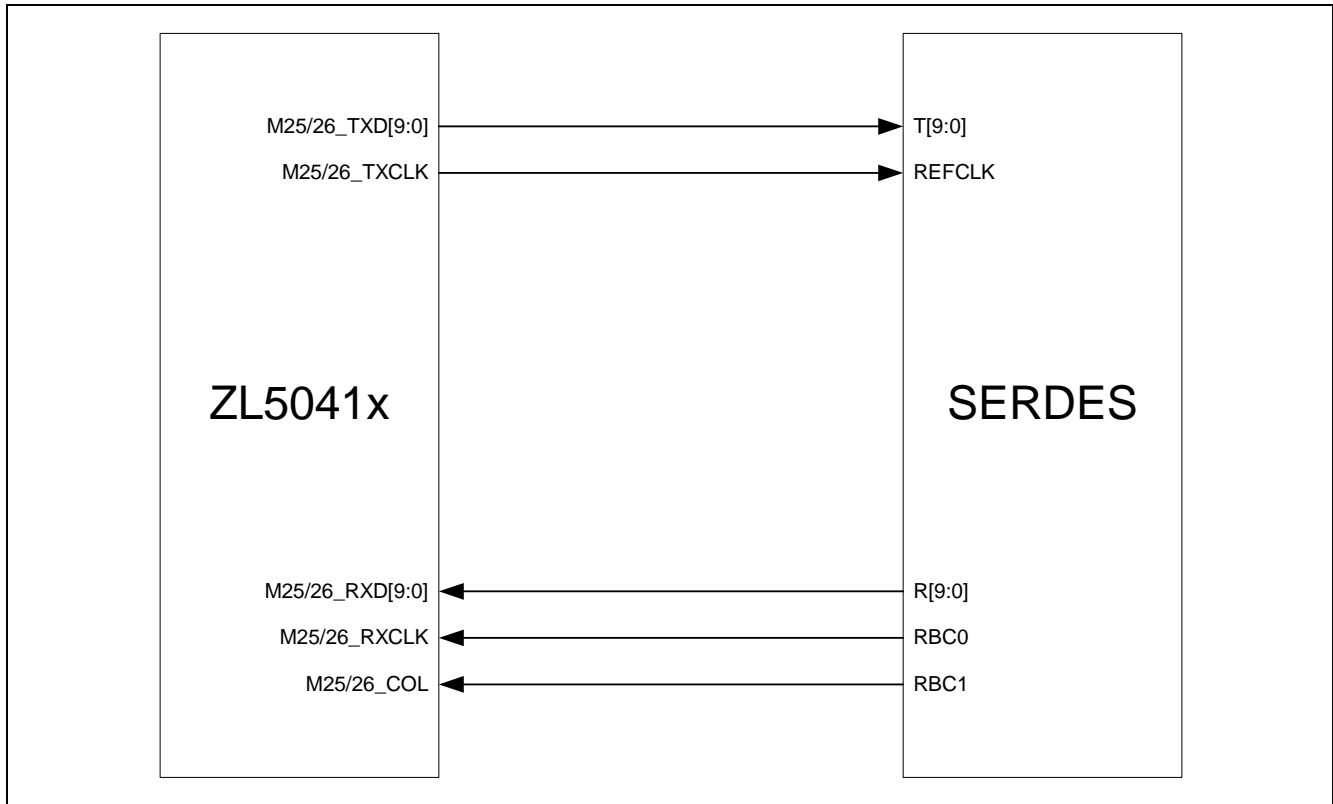 M25/26_TXD[9:0] T[9:0]
M25/26_TXCLK REFCLK
ZL5041x SERDES
M25/26_RXD[9:0] R[9:0]
M25/26_RXCLK RBC0
M25/26_COL RBC1